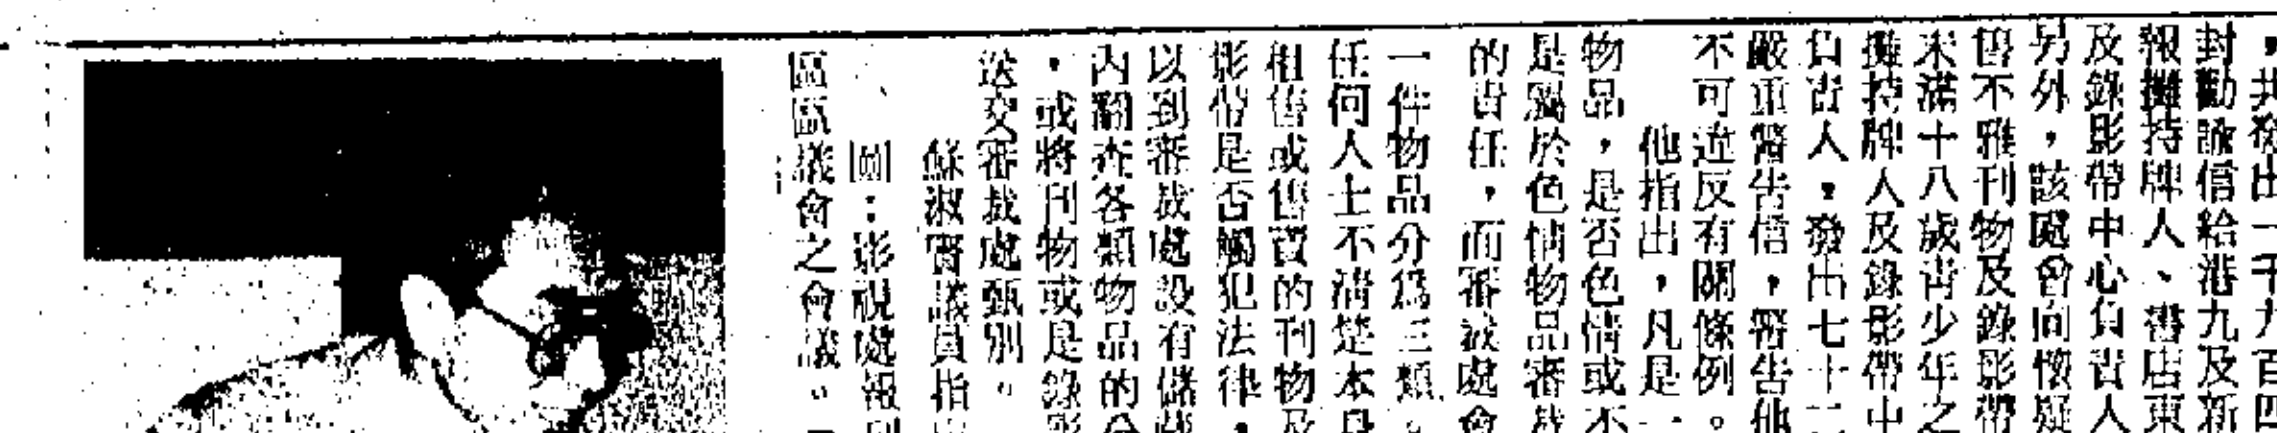 ，共發出一千九百四
封勸諭信給港九及新
報攤持牌人、書店東
及錄影帶中心負責人
另外，該處會向懷疑
售不雅刊物及錄影帶
未滿十八歲青少年之
攤持牌人及錄影帶中
負責人，發出七十二
嚴重警告信，警告他
不可違反有關條例。
他指出，凡是一
物品，是否色情或不
是屬於色情物品審裁
的責任，而審裁處會
一件物品分為三類。
任何人士不清楚本身
租售或售賣的刊物及
影帶是否觸犯法律，
以到審裁處設有儲藏
內翻查各類物品的分
，或將刊物或是錄影
送交審裁處甄別。
蘇淑賢議員指
圖：影視處報
區區議會之會議。